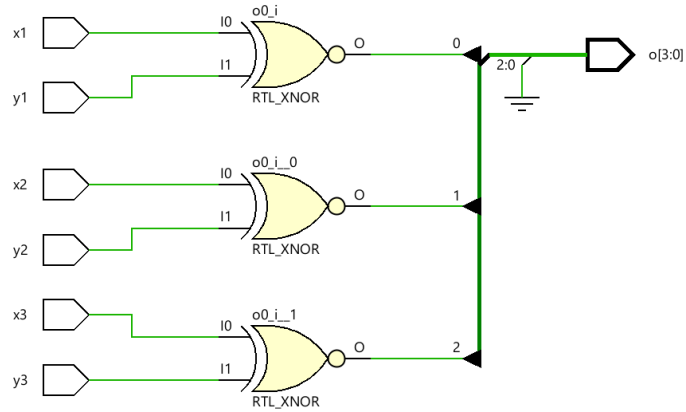 o0_i
x1
I0
O
0
o[3:0]
2:0
I1
y1
RTL_XNOR
o0_i__0
x2
I0
O
1
I1
y2
RTL_XNOR
o0_i__1
x3
I0
O
2
I1
y3
RTL_XNOR